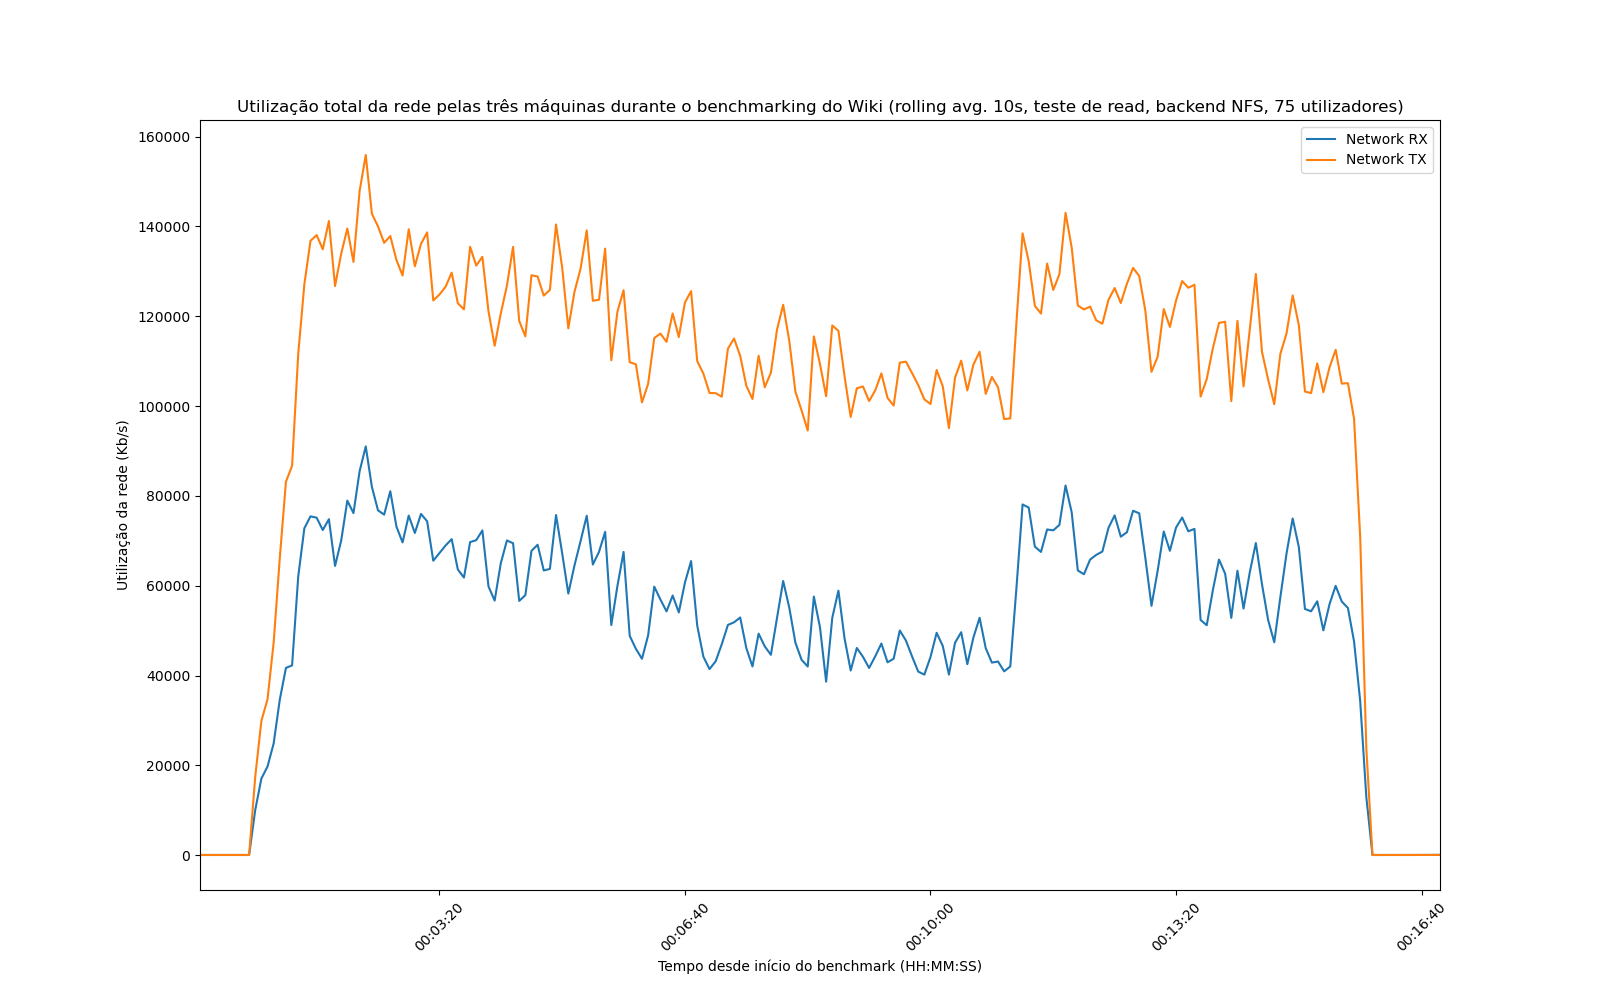 Utilização total da rede pelas três máquinas durante o benchmarking do Wiki (rolling avg. 10s, teste de read, backend NFS, 75 utilizadores)
Network RX
Network TX
160000
140000
120000
100000
80000
60000
40000
20000
0
Utilização da rede (Kb/s)
00:03:20
00:06:40
00:10:00
00:13:20
00:16:40
Tempo desde início do benchmark (HH:MM:SS)